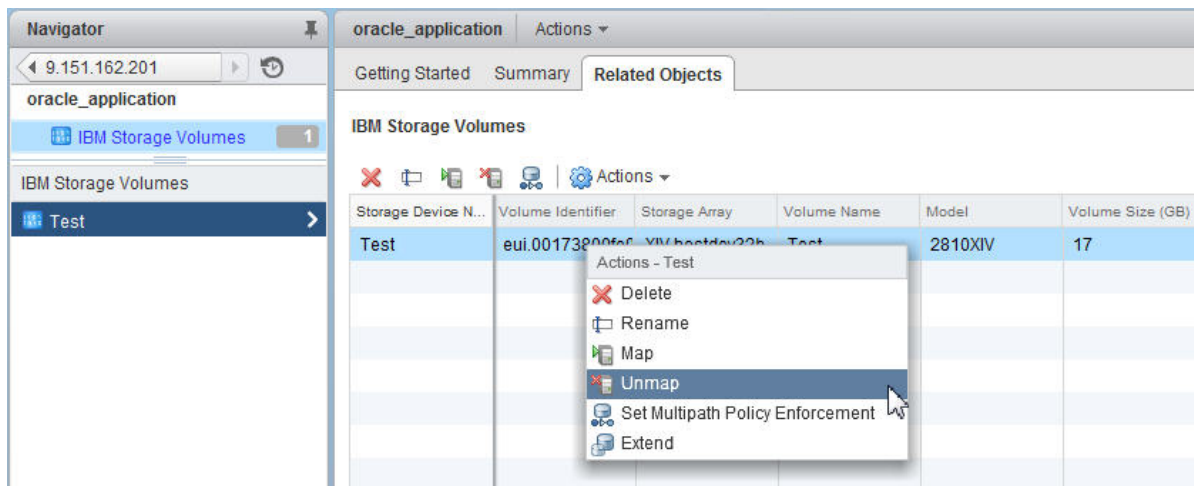 Navigator
9.151.162.201
oracle_application
IBM Storage Volumes 1
IBM Storage Volumes
Test
oracle_application Actions
Getting Started Summary Related Objects
IBM Storage Volumes
Actions
Storage Device N... Volume Identifier Storage Array Volume Name Model Volume Size (GB)
Test Test 2810XIV 17
Actions - Test
Delete
Rename
Map
Unmap
Set Multipath Policy Enforcement
Extend